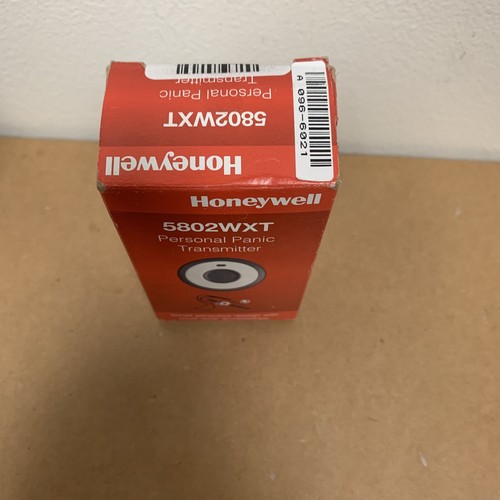 Honeywell
5802WXT
Personal Panic
Transmitter
A 096-6021
Honeywell
5802WXT
Personal Panic
Transmitter